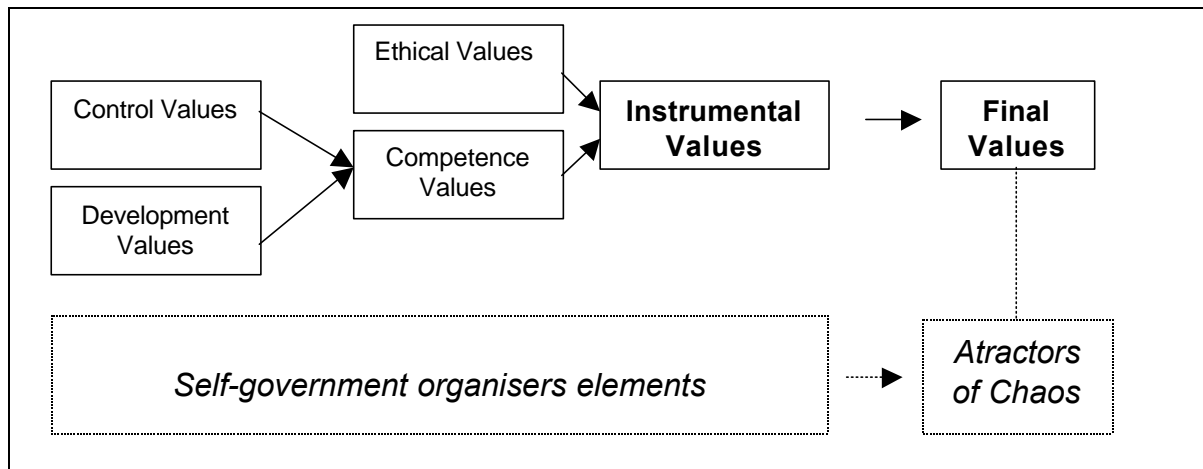 Ethical Values
Control Values
Instrumental
Values
Final
Values
Competence
Values
Development
Values
Self-government organisers elements
Atractors
of Chaos